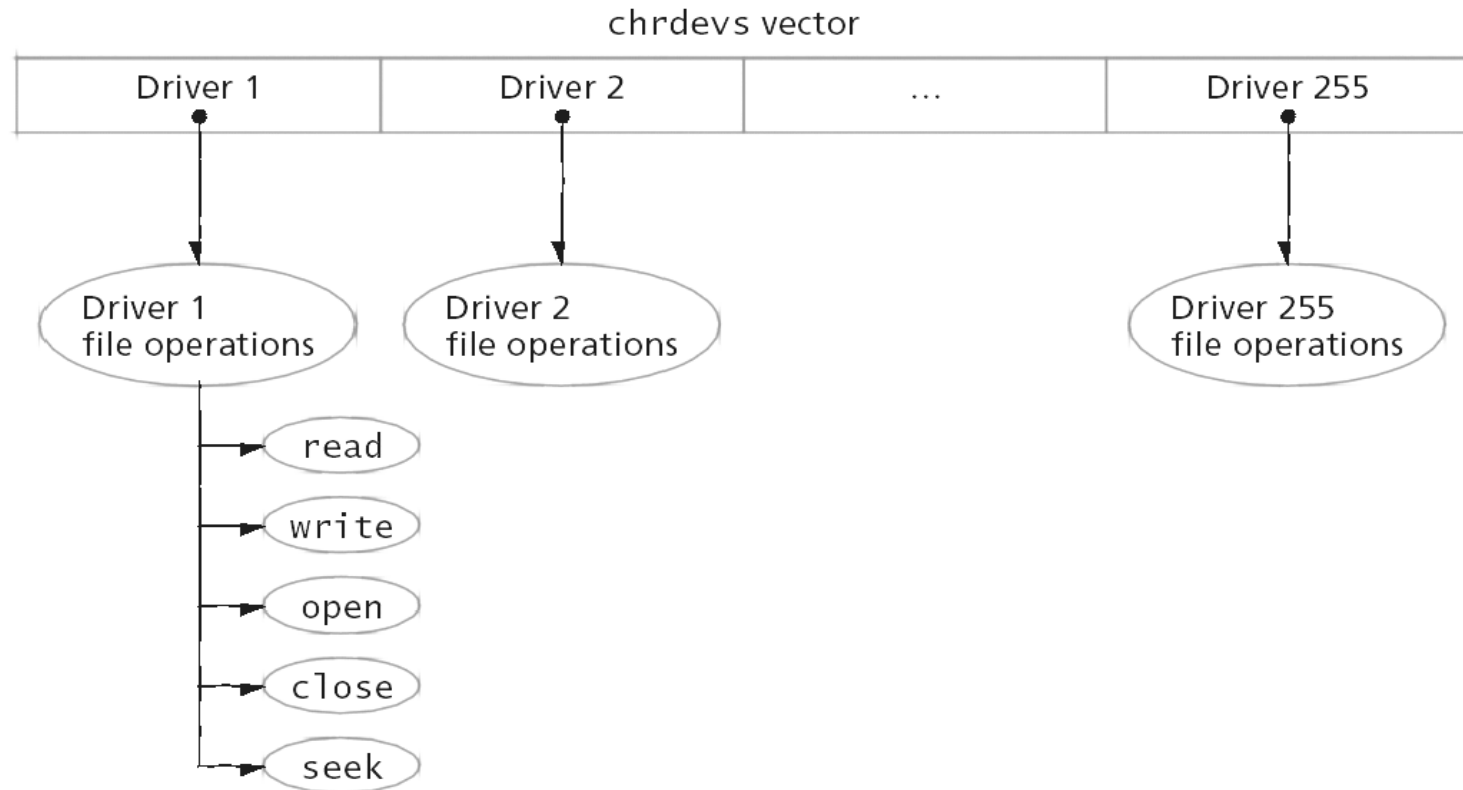 chrdevs vector
Driver 1
Driver 2
...
Driver 255
Driver 1
file operations
Driver 2
file operations
Driver 255
file operations
read
write
open
close
seek